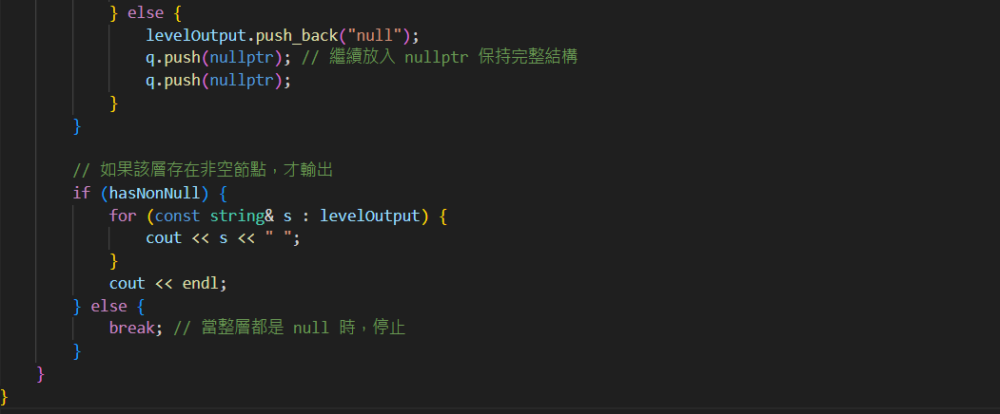 } else {
levelOutput.push_back("null");
q.push(nullptr); // 繼續放入 nullptr 保持完整結構
q.push(nullptr);
}
}
// 如果該層存在非空節點，才輸出
if (hasNonNull) {
for (const string& s : levelOutput) {
cout << s << " ";
}
cout << endl;
} else {
break; // 當整層都是 null 時，停止
}
}
}